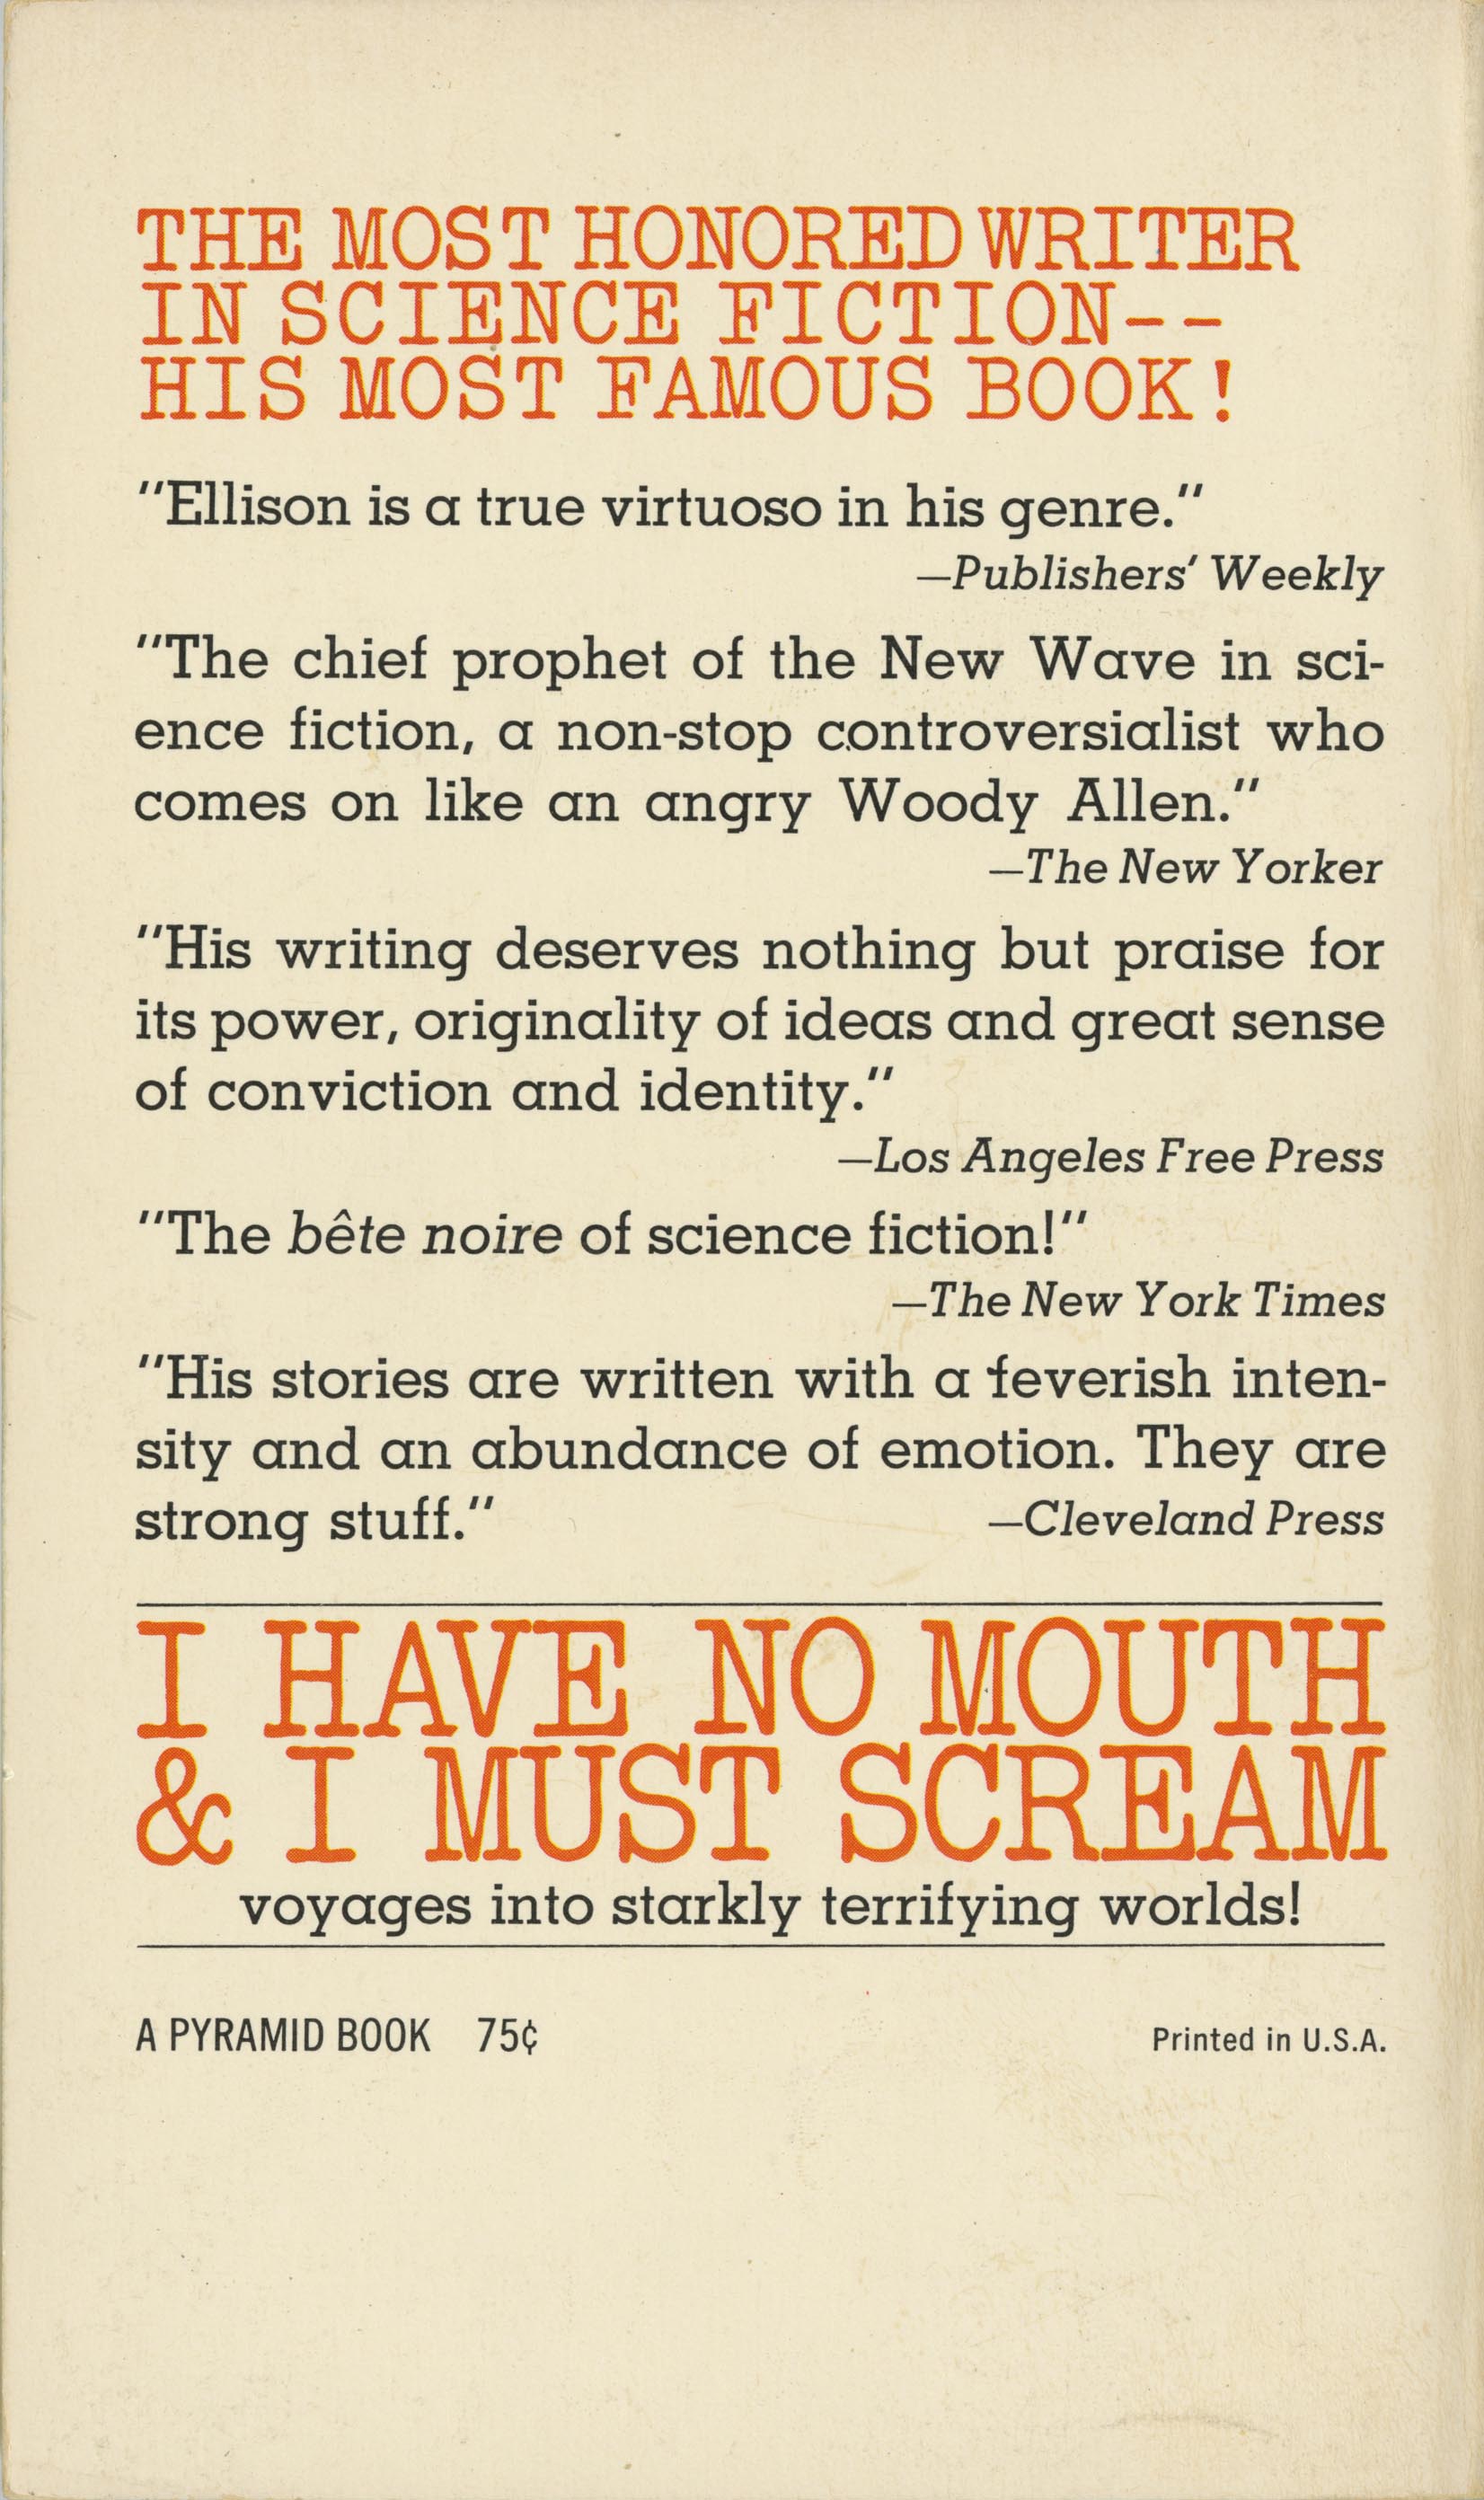 THE MOST HONORED WRITER
IN SCIENCE FICTION--
HIS MOST FAMOUS BOOK!
"Ellison is a true virtuoso in his genre."
—Publishers' Weekly
"The chief prophet of the New Wave in sci-
ence fiction, a non-stop controversialist who
comes on like an angry Woody Allen."
—The New Yorker
"His writing deserves nothing but praise for
its power, originality of ideas and great sense
of conviction and identity."
—Los Angeles Free Press
"The bête noire of science fiction!"
—The New York Times
"His stories are written with a feverish inten-
sity and an abundance of emotion. They are
strong stuff." —Cleveland Press
I HAVE NO MOUTH
& I MUST SCREAM
voyages into starkly terrifying worlds!
A PYRAMID BOOK 75¢ Printed in U.S.A.